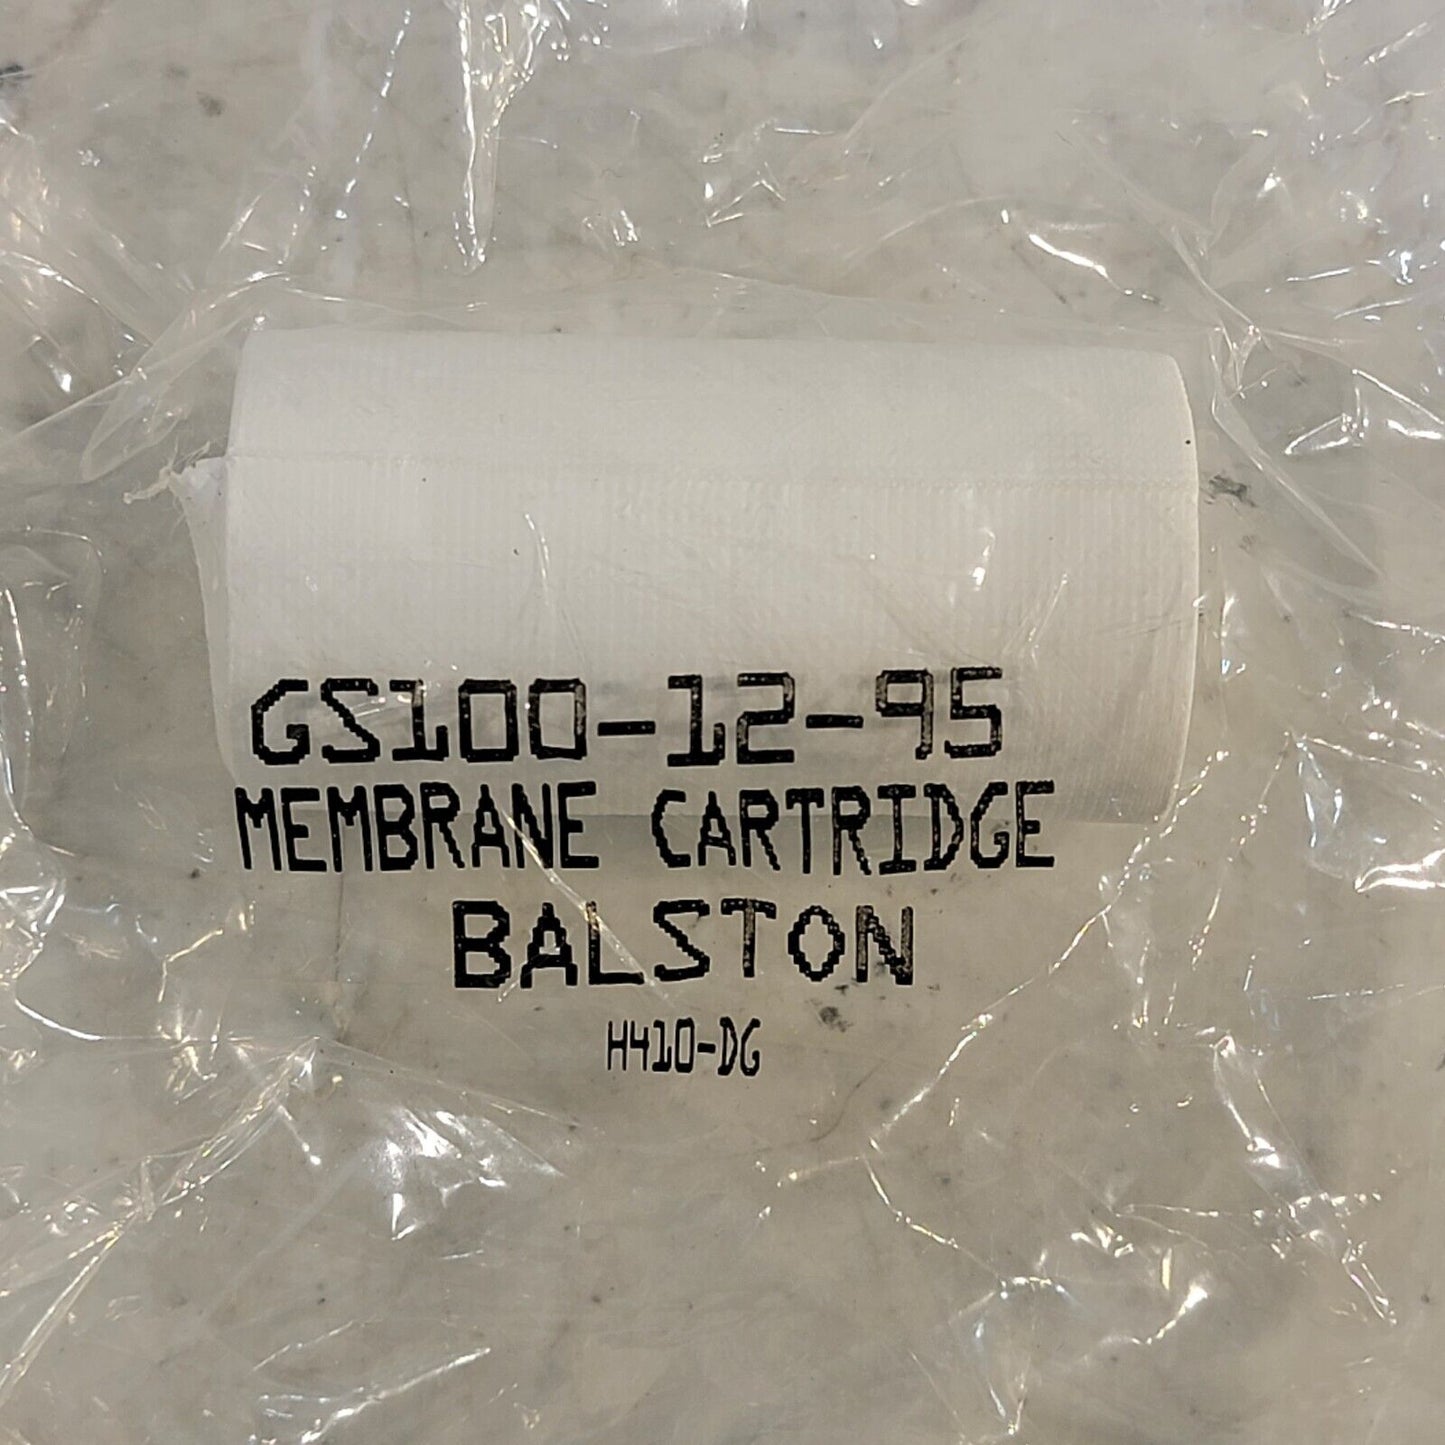 GS100-12-95
MEMBRANE CARTRIDGE
BALSTON
H410-DG